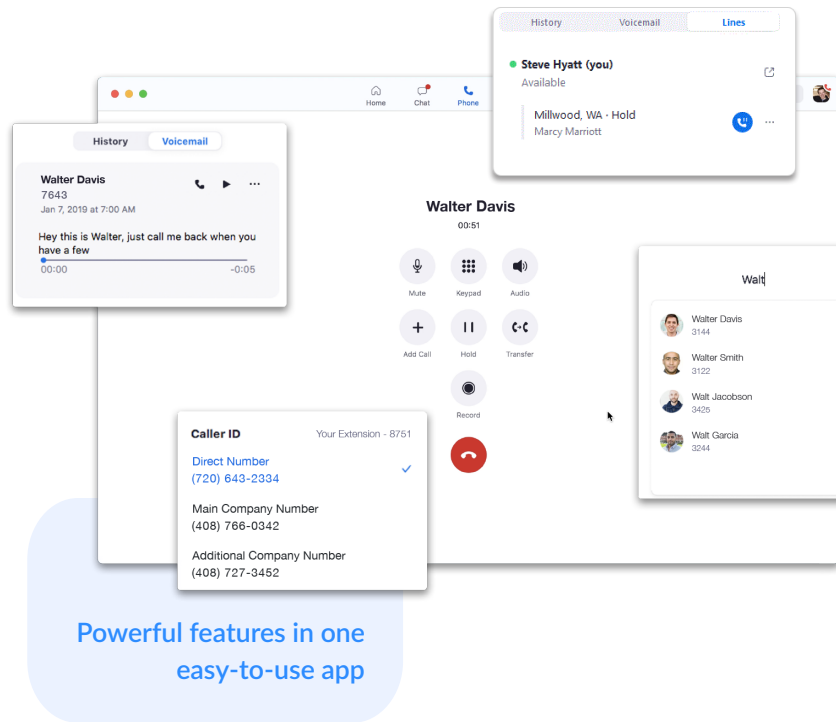 History Voicemail Lines
Steve Hyatt (you)
Available
Millwood, WA · Hold
Marcy Marriott
Home Chat Phone
History Voicemail
Walter Davis
7643
Jan 7, 2019 at 7:00 AM
Hey this is Walter, just call me back when you
have a few
00:00 -0:05
Walter Davis
00:51
Mute Keypad Audio
Add Call Hold Transfer
Record
Walt
Walter Davis
3144
Walter Smith
3122
Walt Jacobson
3425
Walt Garcia
3244
Caller ID Your Extension - 8751
Direct Number
(720) 643-2334
Main Company Number
(408) 766-0342
Additional Company Number
(408) 727-3452
Powerful features in one
easy-to-use app